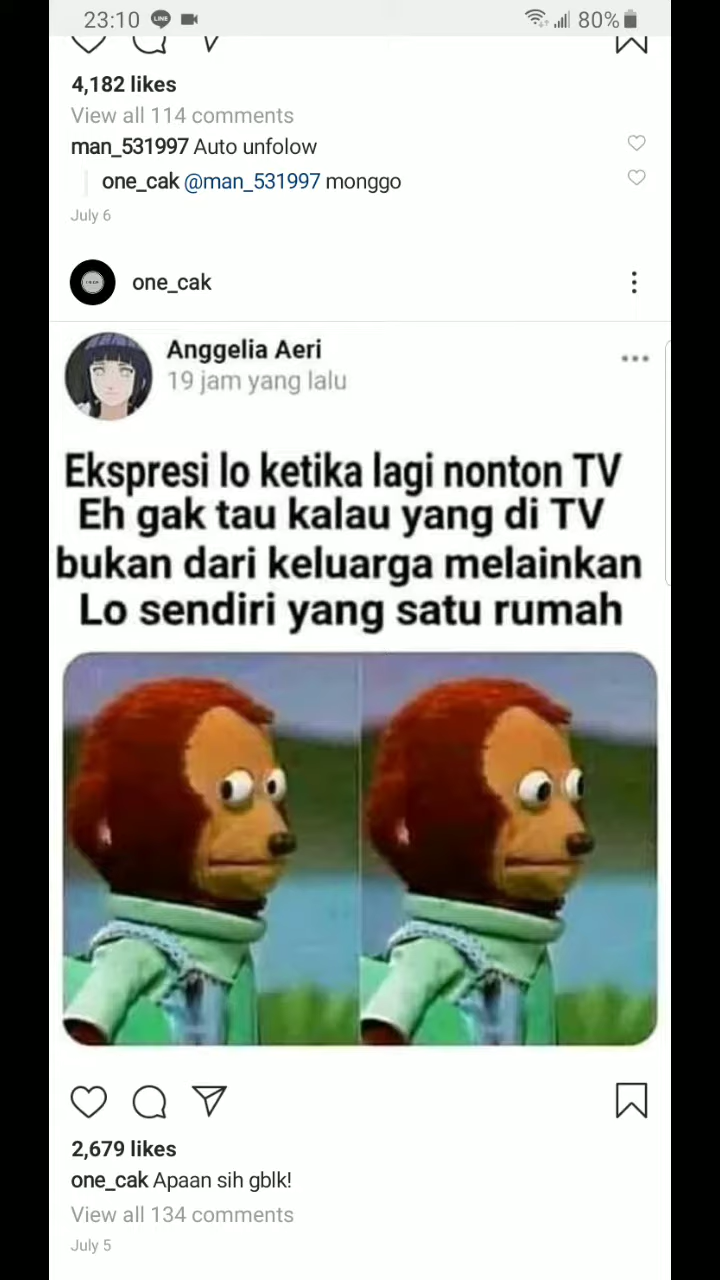 23:10 LINE 80%
4,182 likes
View all 114 comments
man_531997 Auto unfolow
one_cak @man_531997 monggo
July 6
one_cak
Anggelia Aeri
19 jam yang lalu
Ekspresi lo ketika lagi nonton TV
Eh gak tau kalau yang di TV
bukan dari keluarga melainkan
Lo sendiri yang satu rumah
2,679 likes
one_cak Apaan sih gblk!
View all 134 comments
July 5